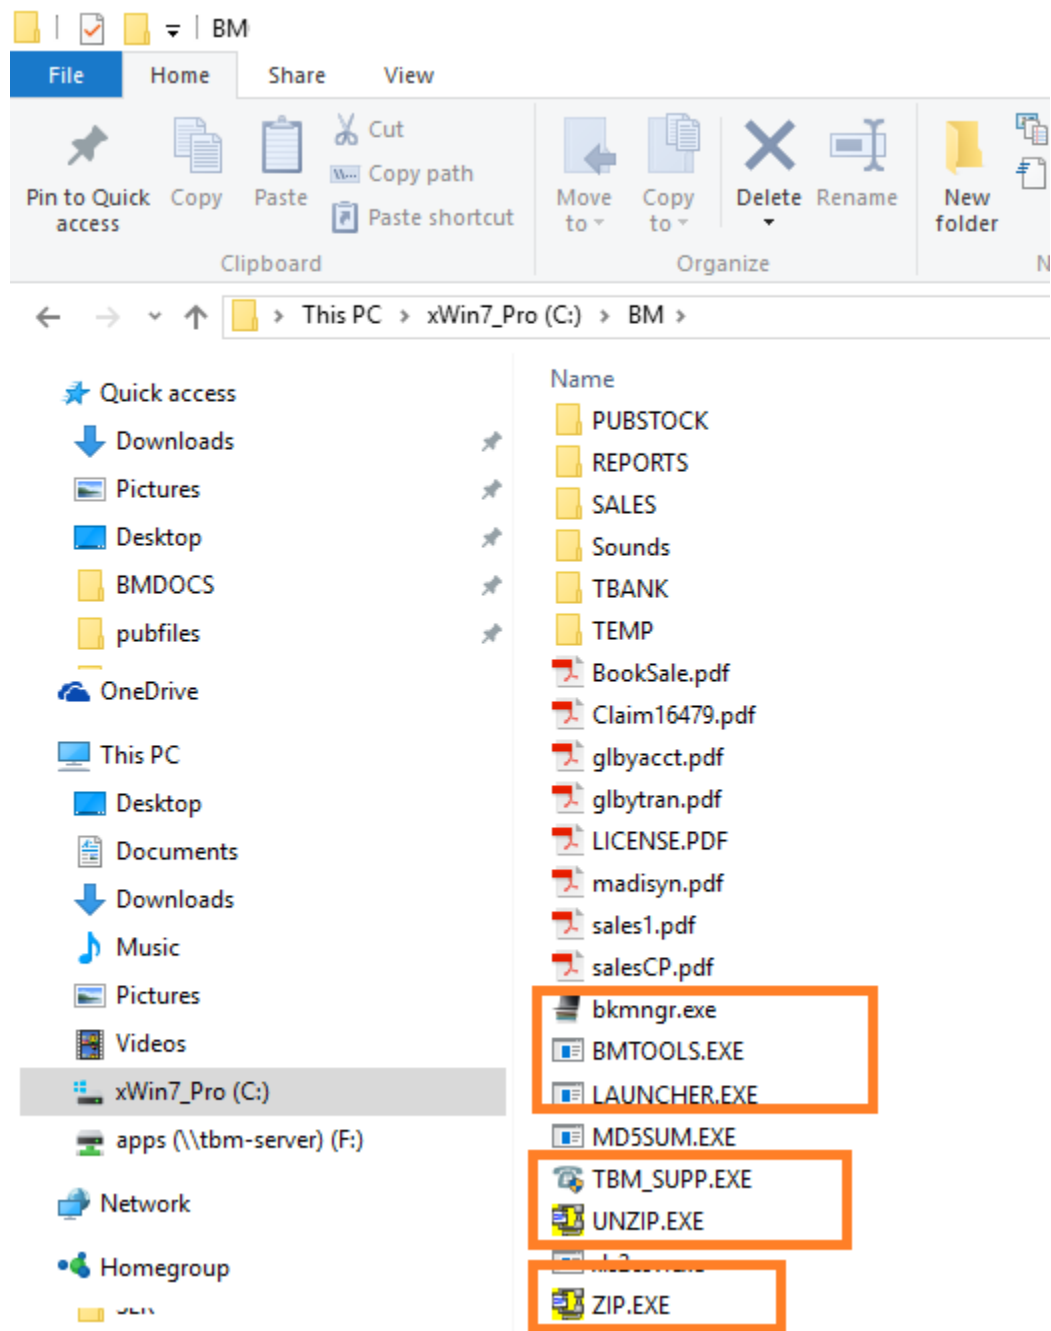 BM
File Home Share View
Pin to Quick access
Copy
Paste
Cut
Copy path
Paste shortcut
Clipboard
Move to
Copy to
Delete
Rename
Organize
New folder
N
This PC > xWin7_Pro (C:) > BM >
Quick access
Downloads
Pictures
Desktop
BMDOCS
pubfiles
OneDrive
This PC
Desktop
Documents
Downloads
Music
Pictures
Videos
xWin7_Pro (C:)
apps (\\tbm-server) (F:)
Network
Homegroup
Name
PUBSTOCK
REPORTS
SALES
Sounds
TBANK
TEMP
BookSale.pdf
Claim16479.pdf
glbyacct.pdf
glbytran.pdf
LICENSE.PDF
madisyn.pdf
sales1.pdf
salesCP.pdf
bkmngr.exe
BMTOOLS.EXE
LAUNCHER.EXE
MD5SUM.EXE
TBM_SUPP.EXE
UNZIP.EXE
ZIP.EXE